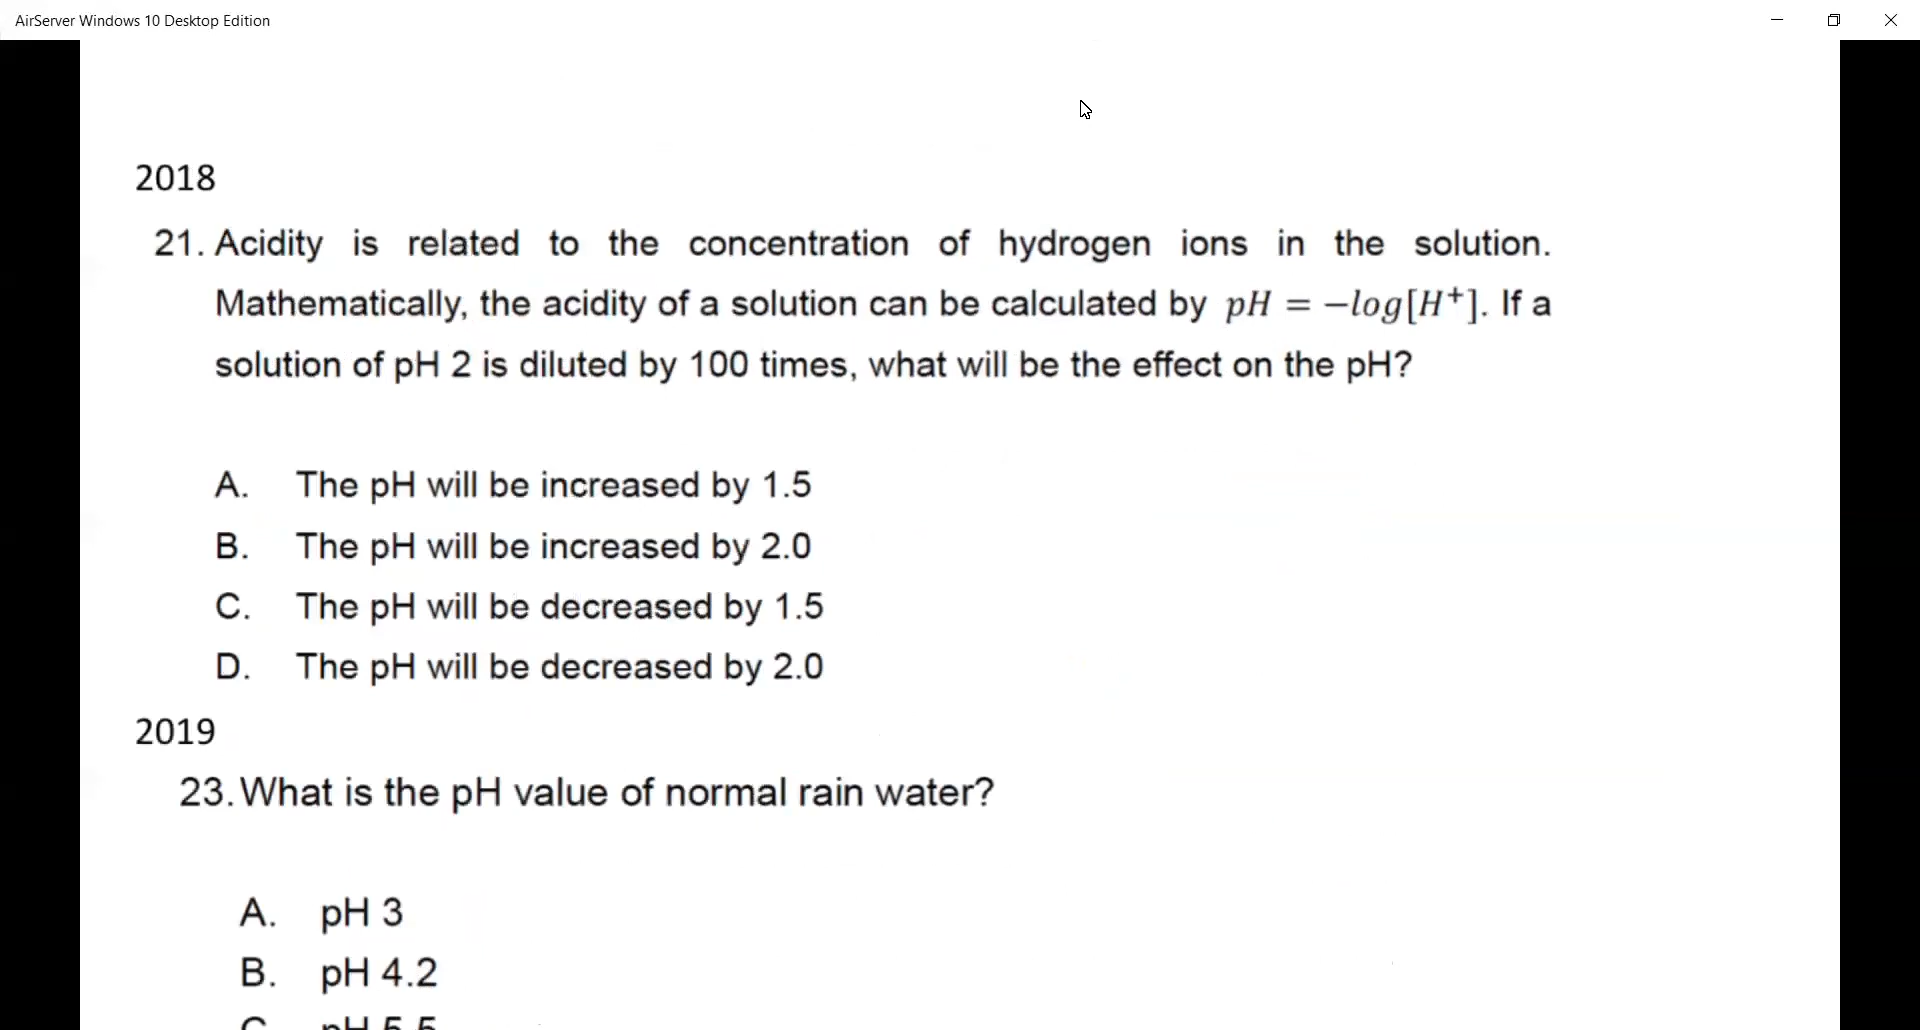 AirServer Windows 10 Desktop Edition
2018
21. Acidity is related to the concentration of hydrogen ions in the solution.
Mathematically, the acidity of a solution can be calculated by pH = −log[H⁺]. If a
solution of pH 2 is diluted by 100 times, what will be the effect on the pH?
A. The pH will be increased by 1.5
B. The pH will be increased by 2.0
C. The pH will be decreased by 1.5
D. The pH will be decreased by 2.0
2019
23. What is the pH value of normal rain water?
A. pH 3
B. pH 4.2
C. pH 5.5